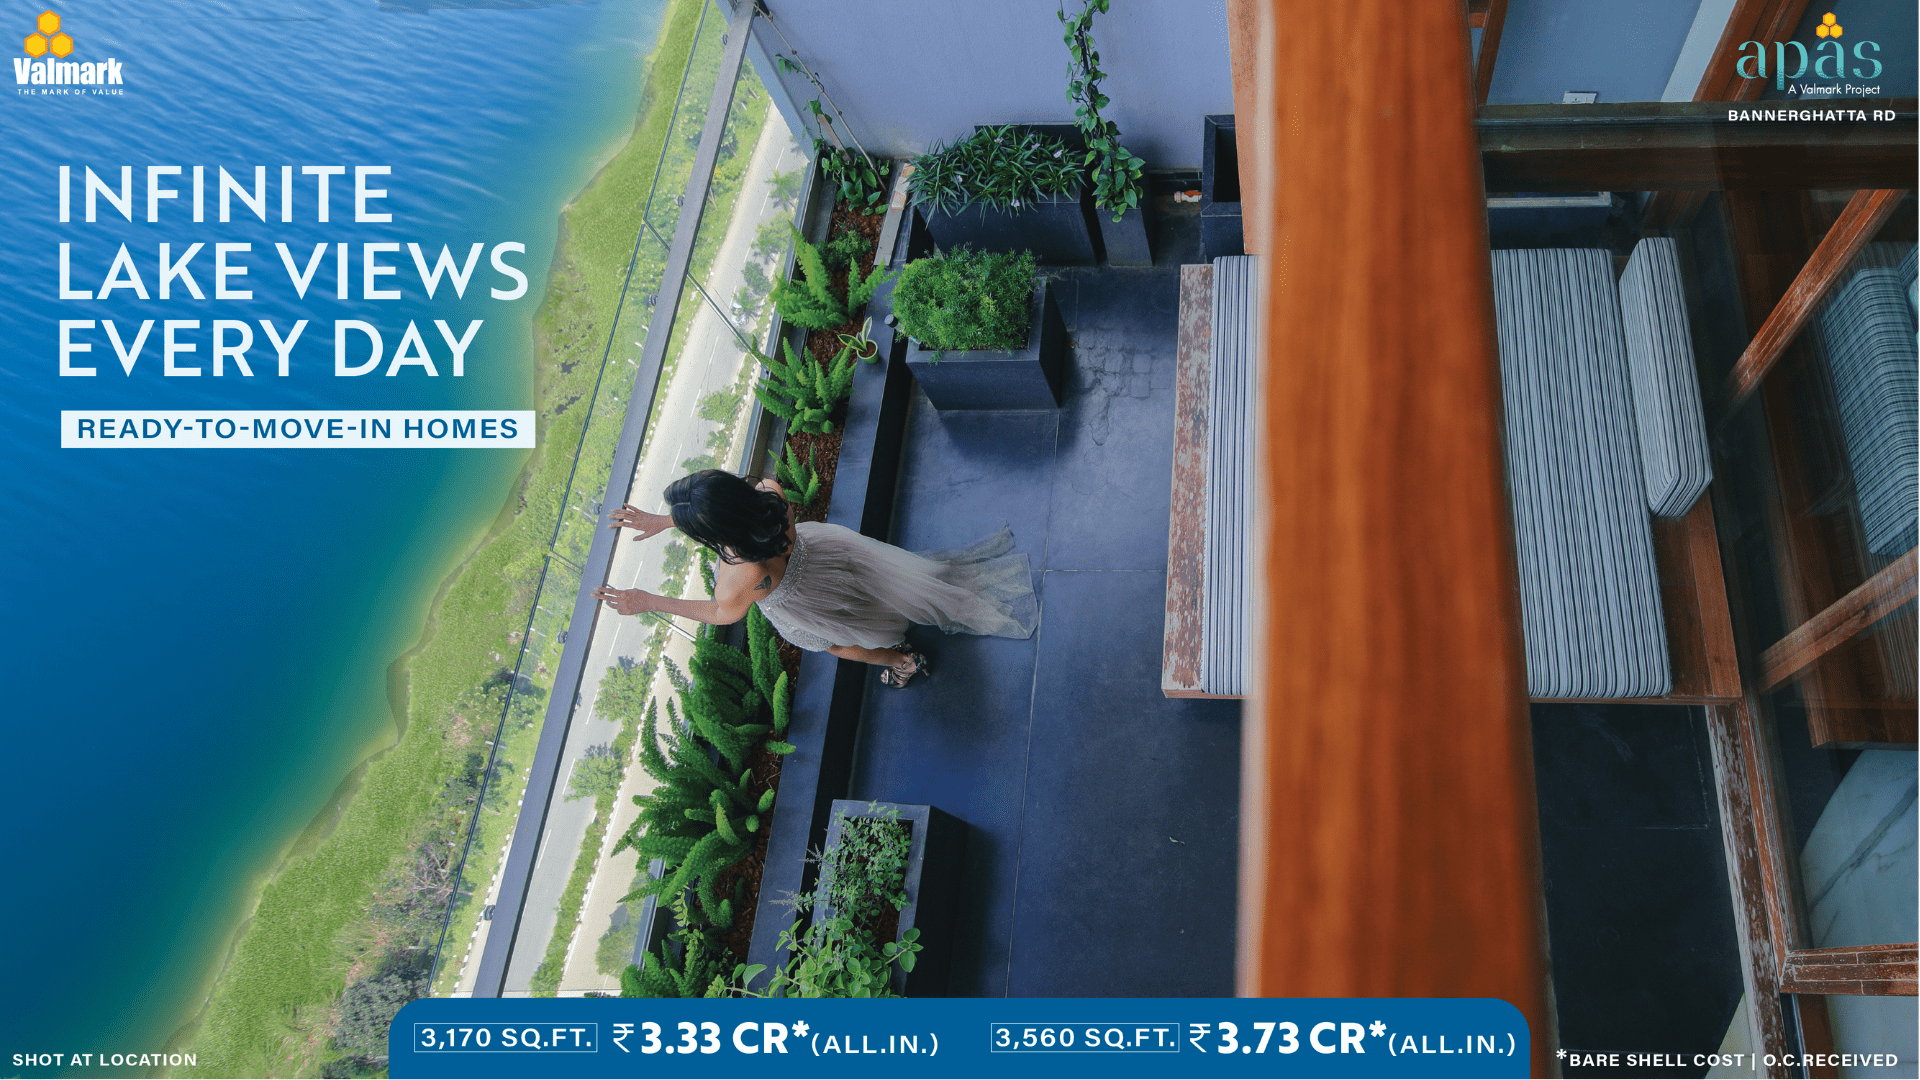 Valmark
THE MARK OF VALUE
apas
A Valmark Project
BANNERGHATTA RD
INFINITE
LAKE VIEWS
EVERY DAY
READY-TO-MOVE-IN HOMES
3,170 SQ.FT. ₹3.33 CR*(ALL.IN.)
3,560 SQ.FT. ₹3.73 CR*(ALL.IN.)
SHOT AT LOCATION
*BARE SHELL COST | O.C.RECEIVED